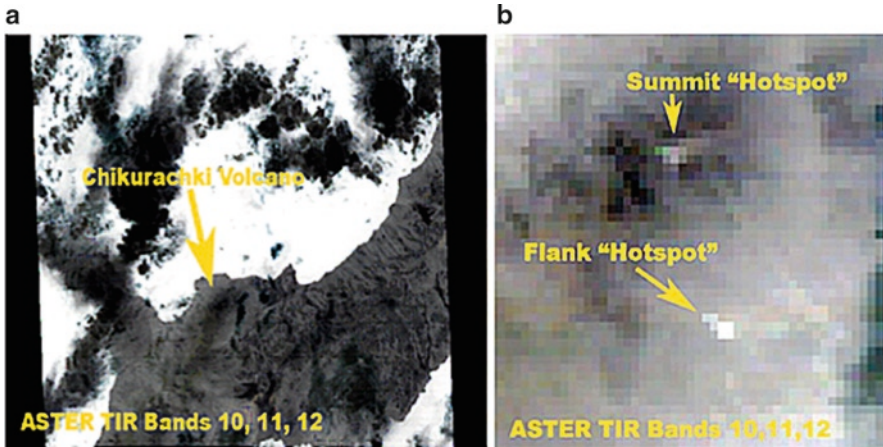 a
Chikurachki Volcano
ASTER TIR Bands 10, 11, 12
b
Summit “Hotspot”
Flank “Hotspot”
ASTER TIR Bands 10,11,12